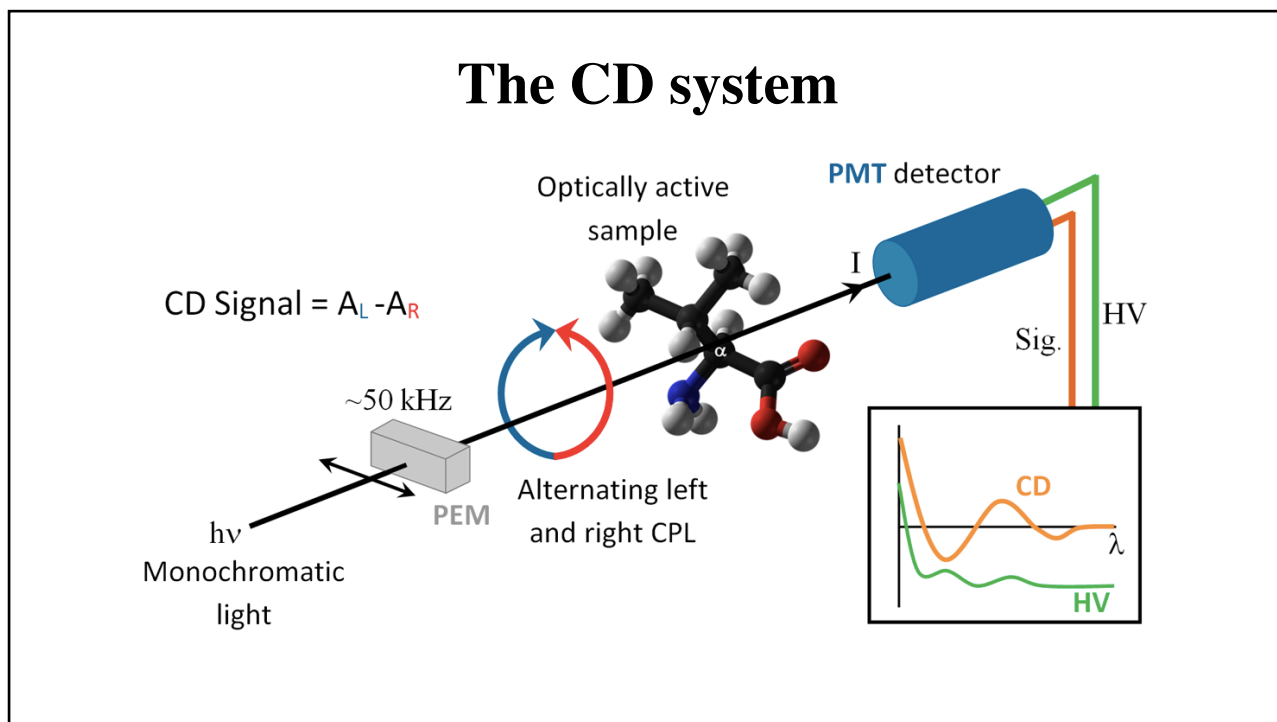 The CD system
Optically active
sample
PMT detector
I
HV
Sig.
CD Signal = AL -AR
α
~50 kHz
PEM
Alternating left
and right CPL
hν
Monochromatic
light
CD
λ
HV